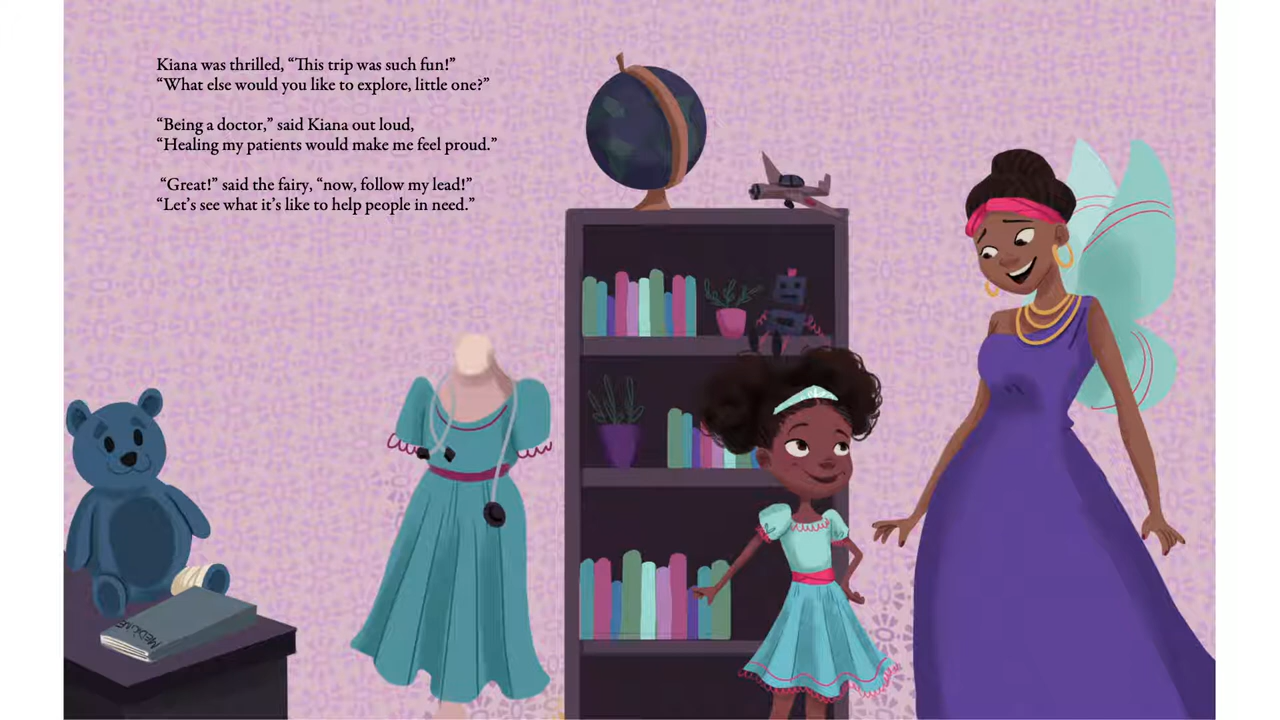 Kiana was thrilled, “This trip was such fun!”
“What else would you like to explore, little one?”
“Being a doctor,” said Kiana out loud,
“Healing my patients would make me feel proud.”
“Great!” said the fairy, “now, follow my lead!”
“Let’s see what it’s like to help people in need.”
MEDICINE